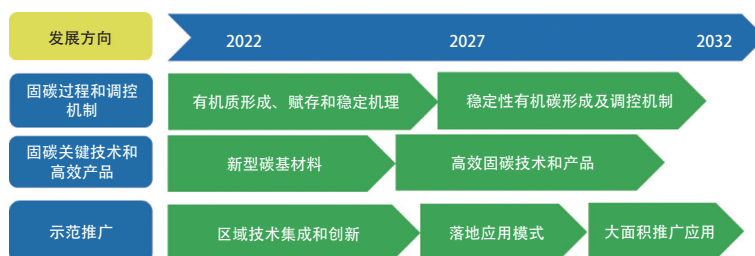 发展方向
2022
2027
2032
固碳过程和调控
机制
有机质形成、赋存和稳定机理
稳定性有机碳形成及调控机制
固碳关键技术和
高效产品
新型碳基材料
高效固碳技术和产品
示范推广
区域技术集成和创新
落地应用模式
大面积推广应用